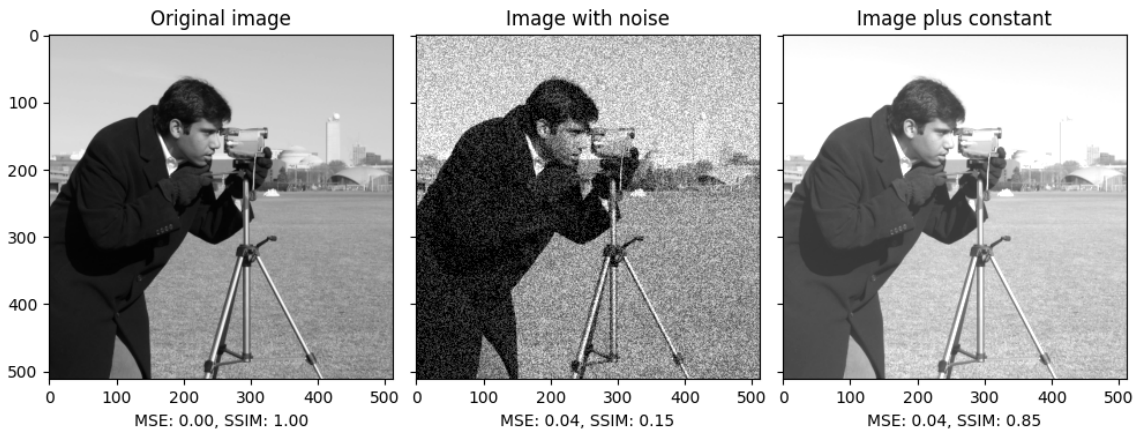 Original image
Image with noise
Image plus constant
0
100
200
300
400
500
0 100 200 300 400 500
0 100 200 300 400 500
0 100 200 300 400 500
MSE: 0.00, SSIM: 1.00
MSE: 0.04, SSIM: 0.15
MSE: 0.04, SSIM: 0.85